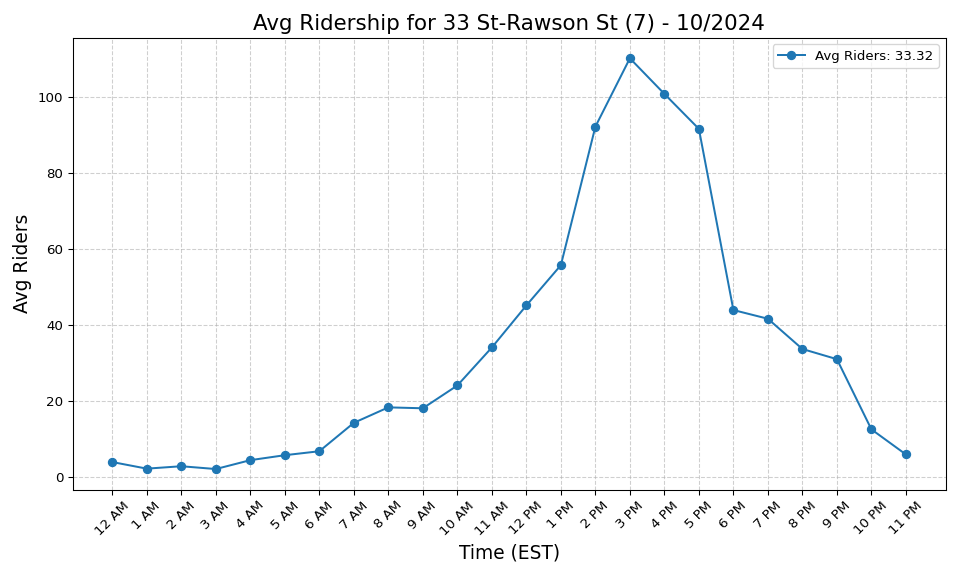 Avg Ridership for 33 St-Rawson St (7) - 10/2024
Avg Riders: 33.32
Avg Riders
100
80
60
40
20
0
12 AM
1 AM
2 AM
3 AM
4 AM
5 AM
6 AM
7 AM
8 AM
9 AM
10 AM
11 AM
12 PM
1 PM
2 PM
3 PM
4 PM
5 PM
6 PM
7 PM
8 PM
9 PM
10 PM
11 PM
Time (EST)